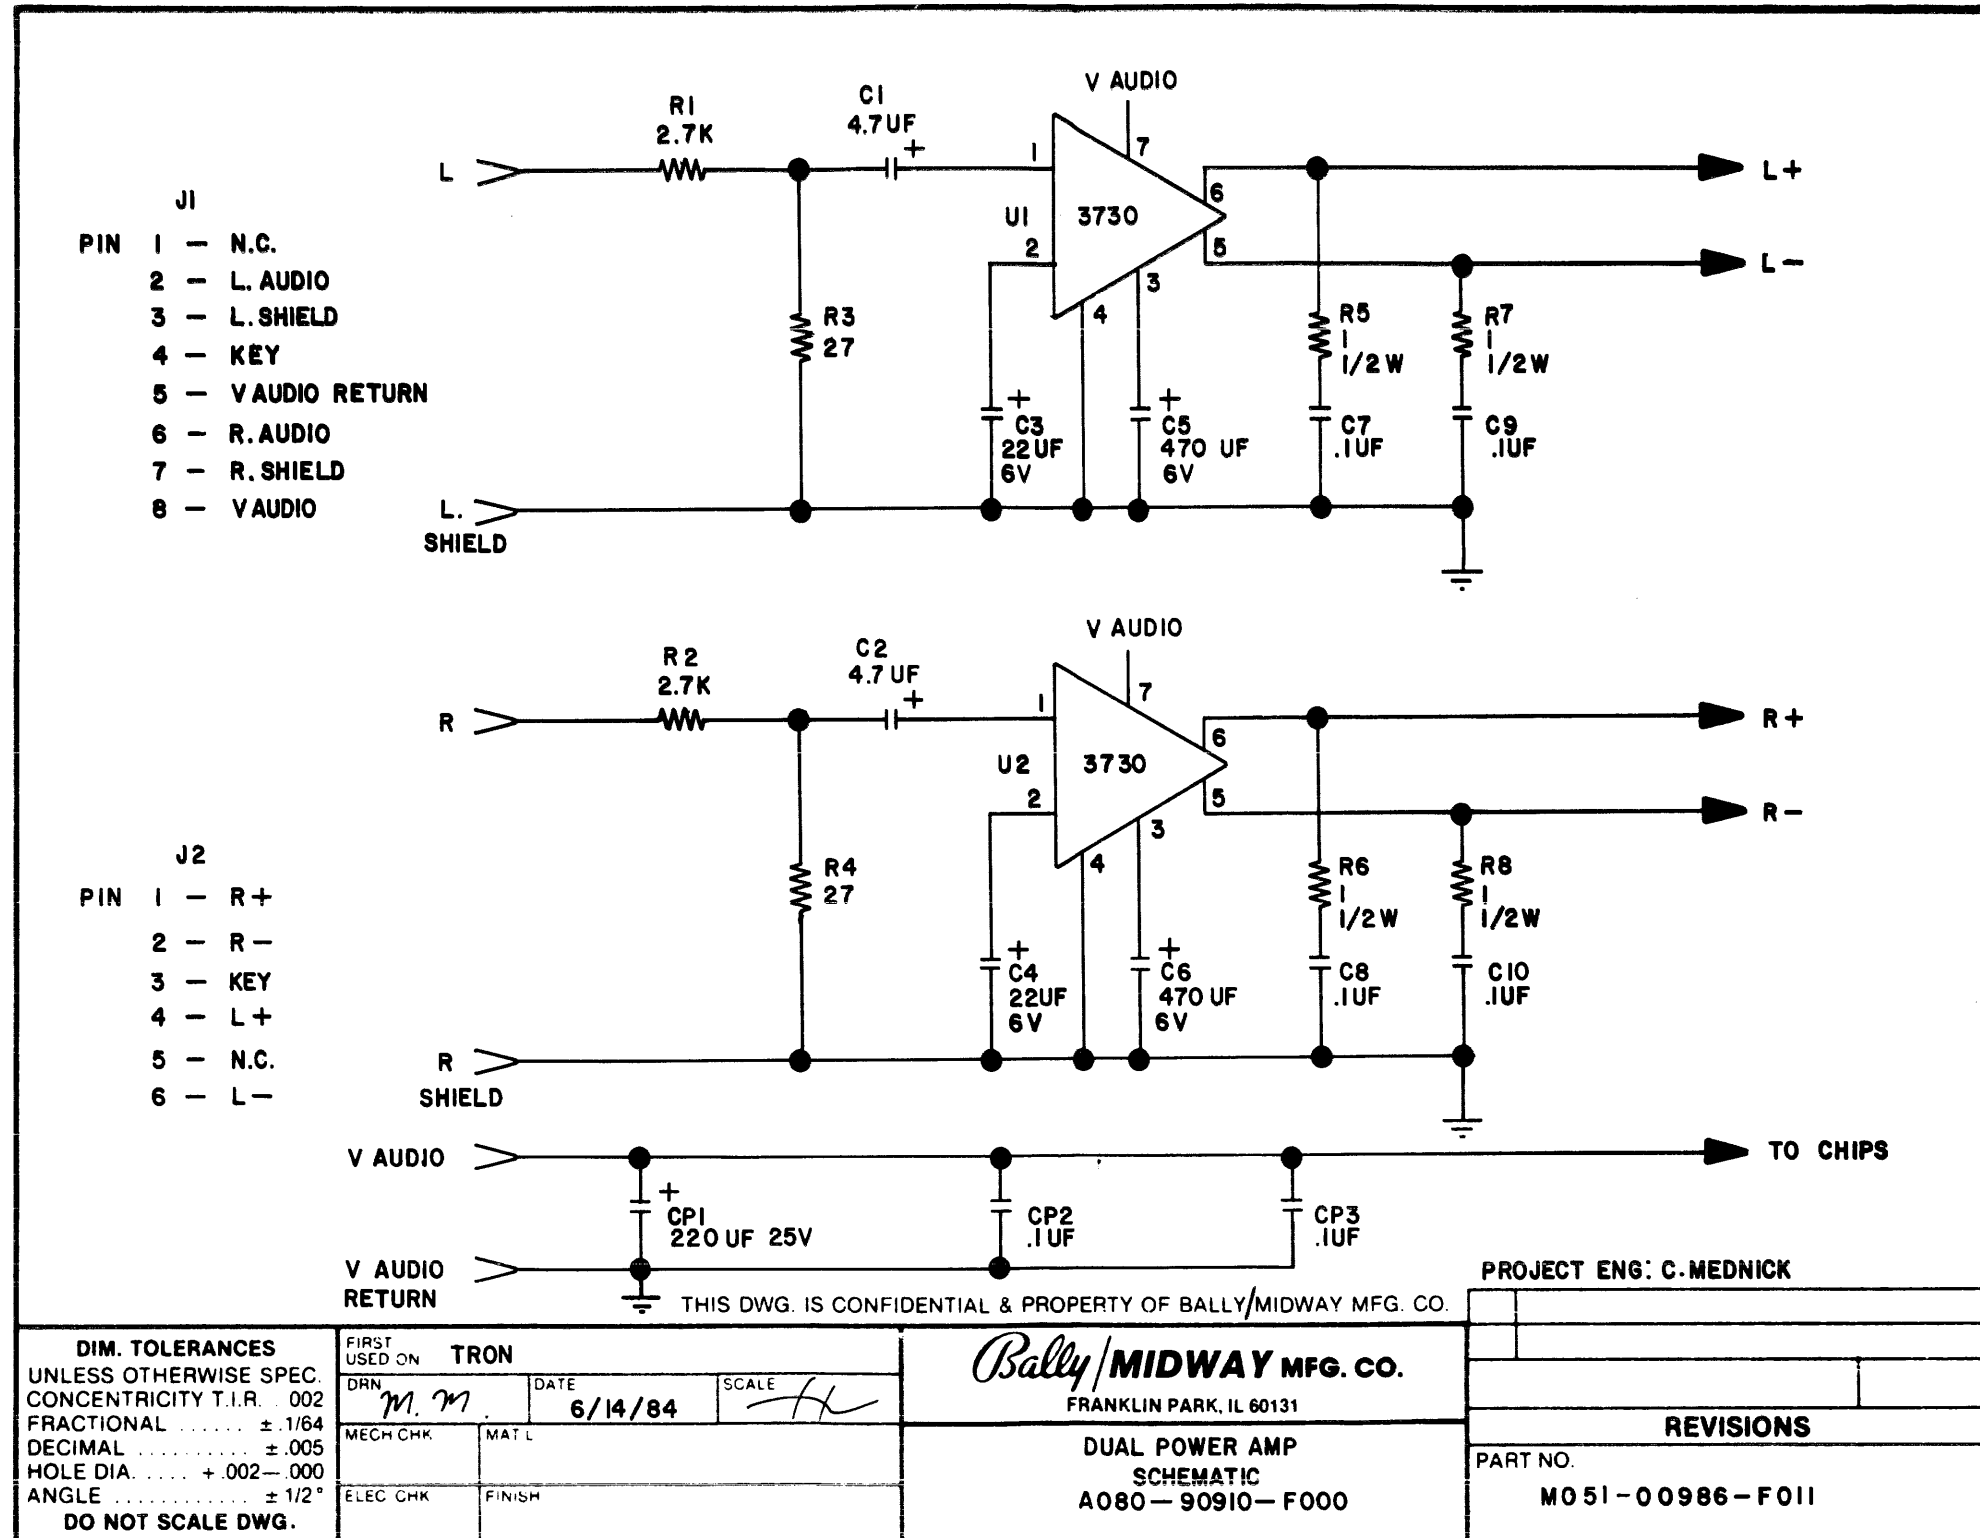 J1
PIN 1 — N.C.
2 — L. AUDIO
3 — L. SHIELD
4 — KEY
5 — V AUDIO RETURN
6 — R. AUDIO
7 — R. SHIELD
8 — V AUDIO
V AUDIO
L
R1
2.7K
C1
4.7UF
+
1
7
6
U1
3730
2
5
3
4
L+
L—
R3
27
+
C3
22UF
6V
+
C5
470 UF
6V
R5
1
1/2W
R7
1
1/2W
C7
.1UF
C9
.1UF
L.
SHIELD
V AUDIO
R
R2
2.7K
C2
4.7UF
+
1
7
6
U2
3730
2
5
3
4
R+
R—
R4
27
+
C4
22UF
6V
+
C6
470 UF
6V
R6
1
1/2W
R8
1
1/2W
C8
.1UF
C10
.1UF
R
SHIELD
J2
PIN 1 — R+
2 — R—
3 — KEY
4 — L+
5 — N.C.
6 — L—
V AUDIO
TO CHIPS
+
CP1
220 UF 25V
CP2
.1UF
CP3
.1UF
V AUDIO
RETURN
PROJECT ENG: C. MEDNICK
THIS DWG. IS CONFIDENTIAL & PROPERTY OF BALLY/MIDWAY MFG. CO.
DIM. TOLERANCES
UNLESS OTHERWISE SPEC.
CONCENTRICITY T.I.R. .002
FRACTIONAL ...... ± .1/64
DECIMAL .......... ± .005
HOLE DIA. .... + .002—.000
ANGLE ............ ± 1/2°
DO NOT SCALE DWG.
FIRST
USED ON TRON
DRN M. M.
DATE
6/14/84
SCALE
MECH CHK
MAT'L
ELEC CHK
FINISH
Bally/MIDWAY MFG. CO.
FRANKLIN PARK, IL 60131
DUAL POWER AMP
SCHEMATIC
A080—90910—F000
REVISIONS
PART NO.
M051-00986-F011